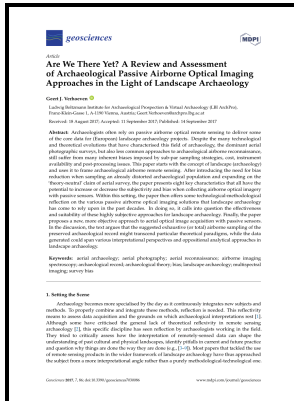 geosciences
MDPI
Article
Are We There Yet? A Review and Assessment
of Archaeological Passive Airborne Optical Imaging
Approaches in the Light of Landscape Archaeology
Geert J. Verhoeven
Ludwig Boltzmann Institute for Archaeological Prospection & Virtual Archaeology (LBI ArchPro),
Franz-Klein-Gasse 1, A-1190 Vienna, Austria; Geert.Verhoeven@archpro.lbg.ac.at
Received: 18 August 2017; Accepted: 11 September 2017; Published: 14 September 2017
Abstract: Archaeologists often rely on passive airborne optical remote sensing to deliver some
of the core data for (European) landscape archaeology projects. Despite the many technological
and theoretical evolutions that have characterised this field of archaeology, the dominant aerial
photographic surveys, but also less common approaches to archaeological airborne reconnaissance,
still suffer from many inherent biases imposed by sub-par sampling strategies, cost, instrument
availability and post-processing issues. This paper starts with the concept of landscape (archaeology)
and uses it to frame archaeological airborne remote sensing. After introducing the need for bias
reduction when sampling an already distorted archaeological population and expanding on the
'theory-neutral' claim of aerial survey, the paper presents eight key characteristics that all have the
potential to increase or decrease the subjectivity and bias when collecting airborne optical imagery
with passive sensors. Within this setting, the paper then offers some technological-methodological
reflection on the various passive airborne optical imaging solutions that landscape archaeology
has come to rely upon in the past decades. In doing so, it calls into question the effectiveness
and suitability of these highly subjective approaches for landscape archaeology. Finally, the paper
proposes a new, more objective approach to aerial optical image acquisition with passive sensors.
In the discussion, the text argues that the suggested exhaustive (or total) airborne sampling of the
preserved archaeological record might transcend particular theoretical paradigms, while the data
generated could span various interpretational perspectives and oppositional analytical approaches in
landscape archaeology.
Keywords: aerial archaeology; aerial photography; aerial reconnaissance; airborne imaging
spectroscopy; archaeological record; archaeological theory; bias; landscape archaeology; multispectral
imaging; survey bias
1. Setting the Scene
Archaeology becomes more specialised by the day as it continuously integrates new subjects and
methods. To properly combine and integrate these methods, reflection is needed. This reflectivity
means to assess data acquisition and the grounds on which archaeological interpretations rest [1].
Although some have criticised the general lack of theoretical reflexivity in remote sensing
archaeology [2], this specific discipline has seen reflection by archaeologists working in the field.
They tried to critically assess how the interpretation of remotely-sensed data can shape the
understanding of past cultural and physical landscapes, identify pitfalls in current and future practice
and question why things are done the way they are done (e.g., [3–8]). Most papers that tackled the use
of remote sensing products in the wider framework of landscape archaeology have thus approached
the subject from a more interpretational angle rather than a purely methodological-technological one.
Geosciences 2017, 7, 86; doi:10.3390/geosciences7030086
www.mdpi.com/journal/geosciences